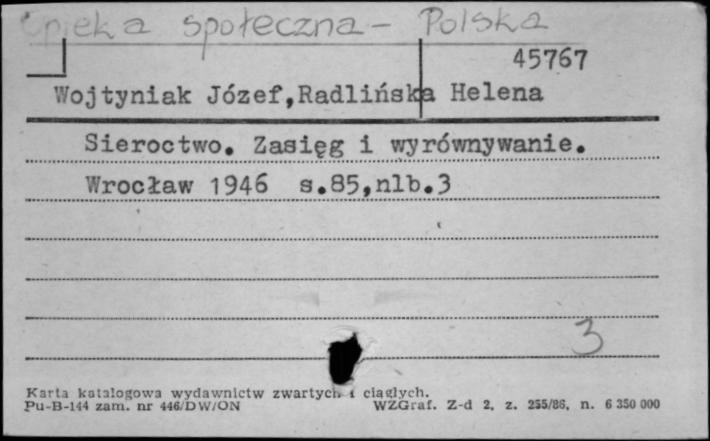 Opieka społeczna - Polska
45767
Wojtyniak Józef,Radlińska Helena
Sieroctwo. Zasięg i wyrównywanie.
Wrocław 1946 s.85,nlb.3
3
Karta katalogowa wydawnictw zwartych i ciągłych.
Pu-B-144 zam. nr 446/DW/ON WZGraf. Z-d 2, z. 255/86, n. 6 350 000